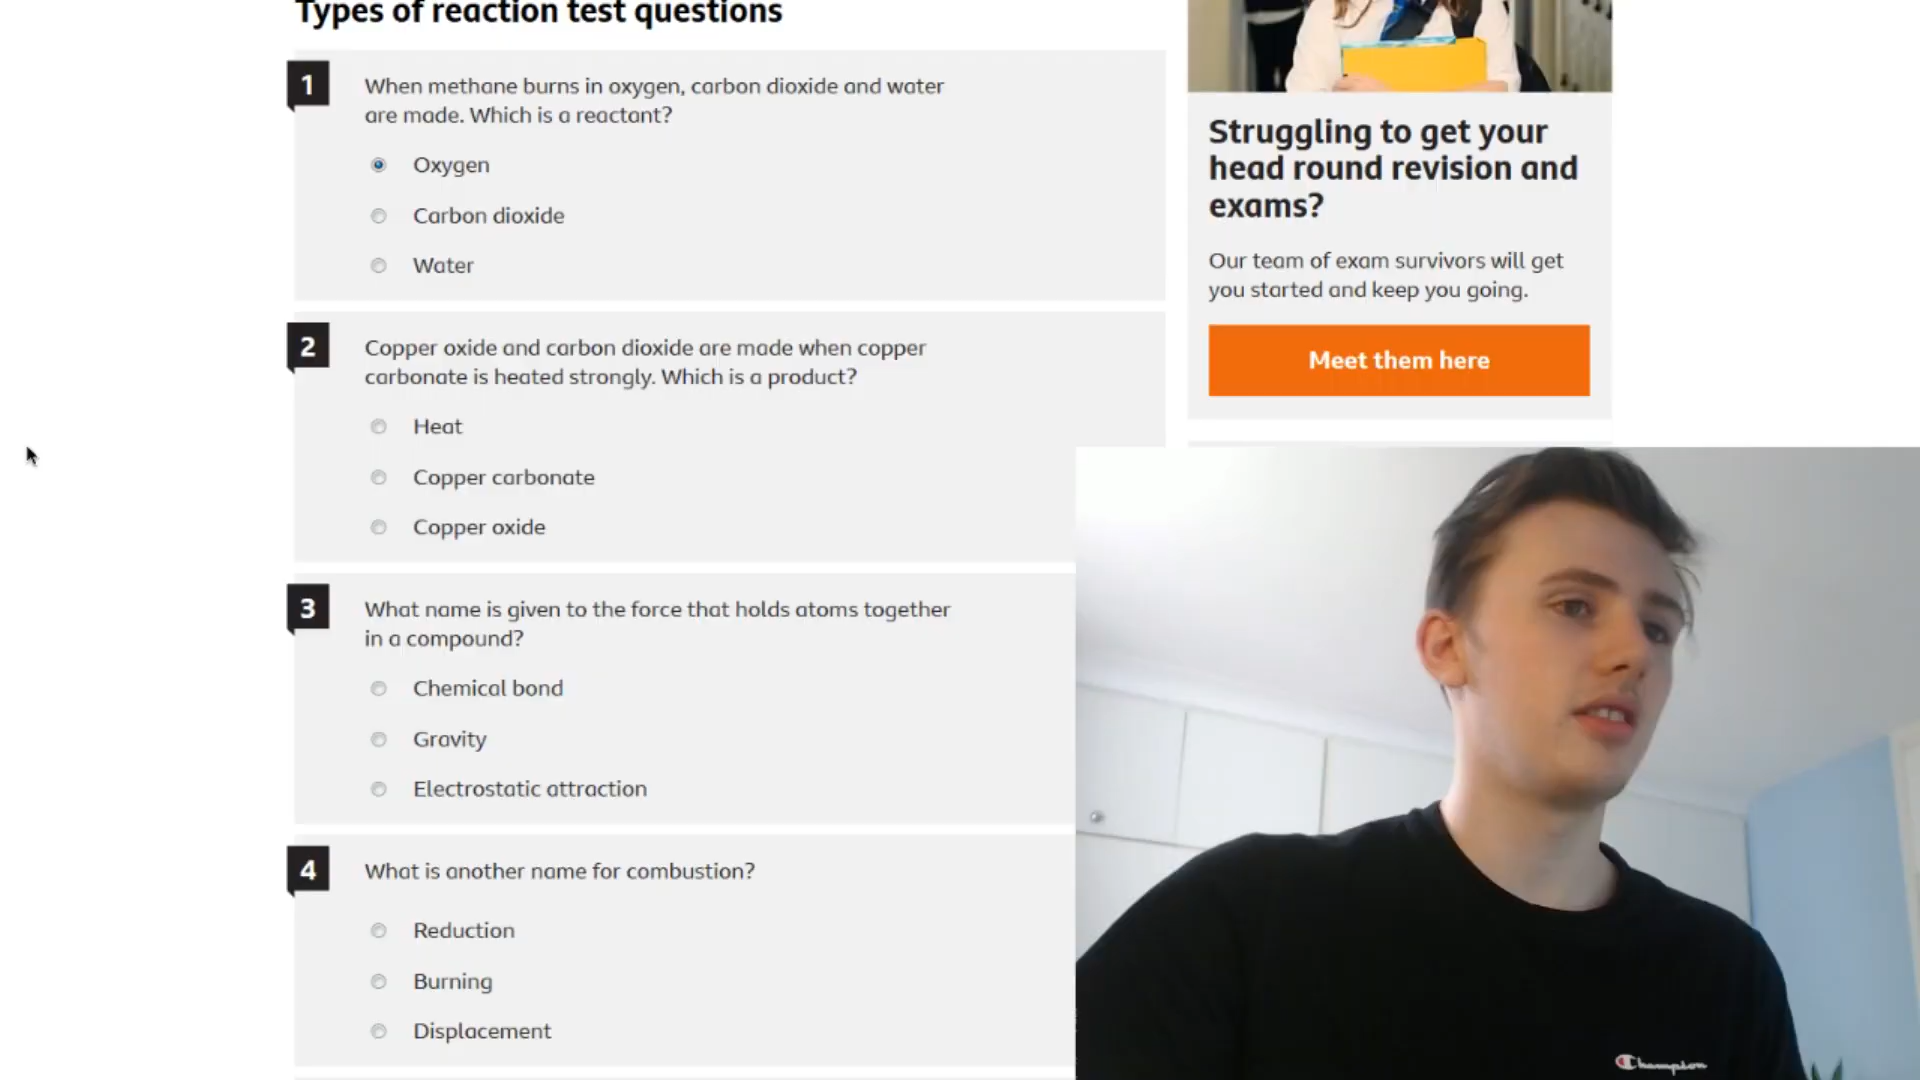 Types of reaction test questions
1
When methane burns in oxygen, carbon dioxide and water
are made. Which is a reactant?
Oxygen
Carbon dioxide
Water
2
Copper oxide and carbon dioxide are made when copper
carbonate is heated strongly. Which is a product?
Heat
Copper carbonate
Copper oxide
3
What name is given to the force that holds atoms together
in a compound?
Chemical bond
Gravity
Electrostatic attraction
4
What is another name for combustion?
Reduction
Burning
Displacement
Struggling to get your
head round revision and
exams?
Our team of exam survivors will get
you started and keep you going.
Meet them here
Champion